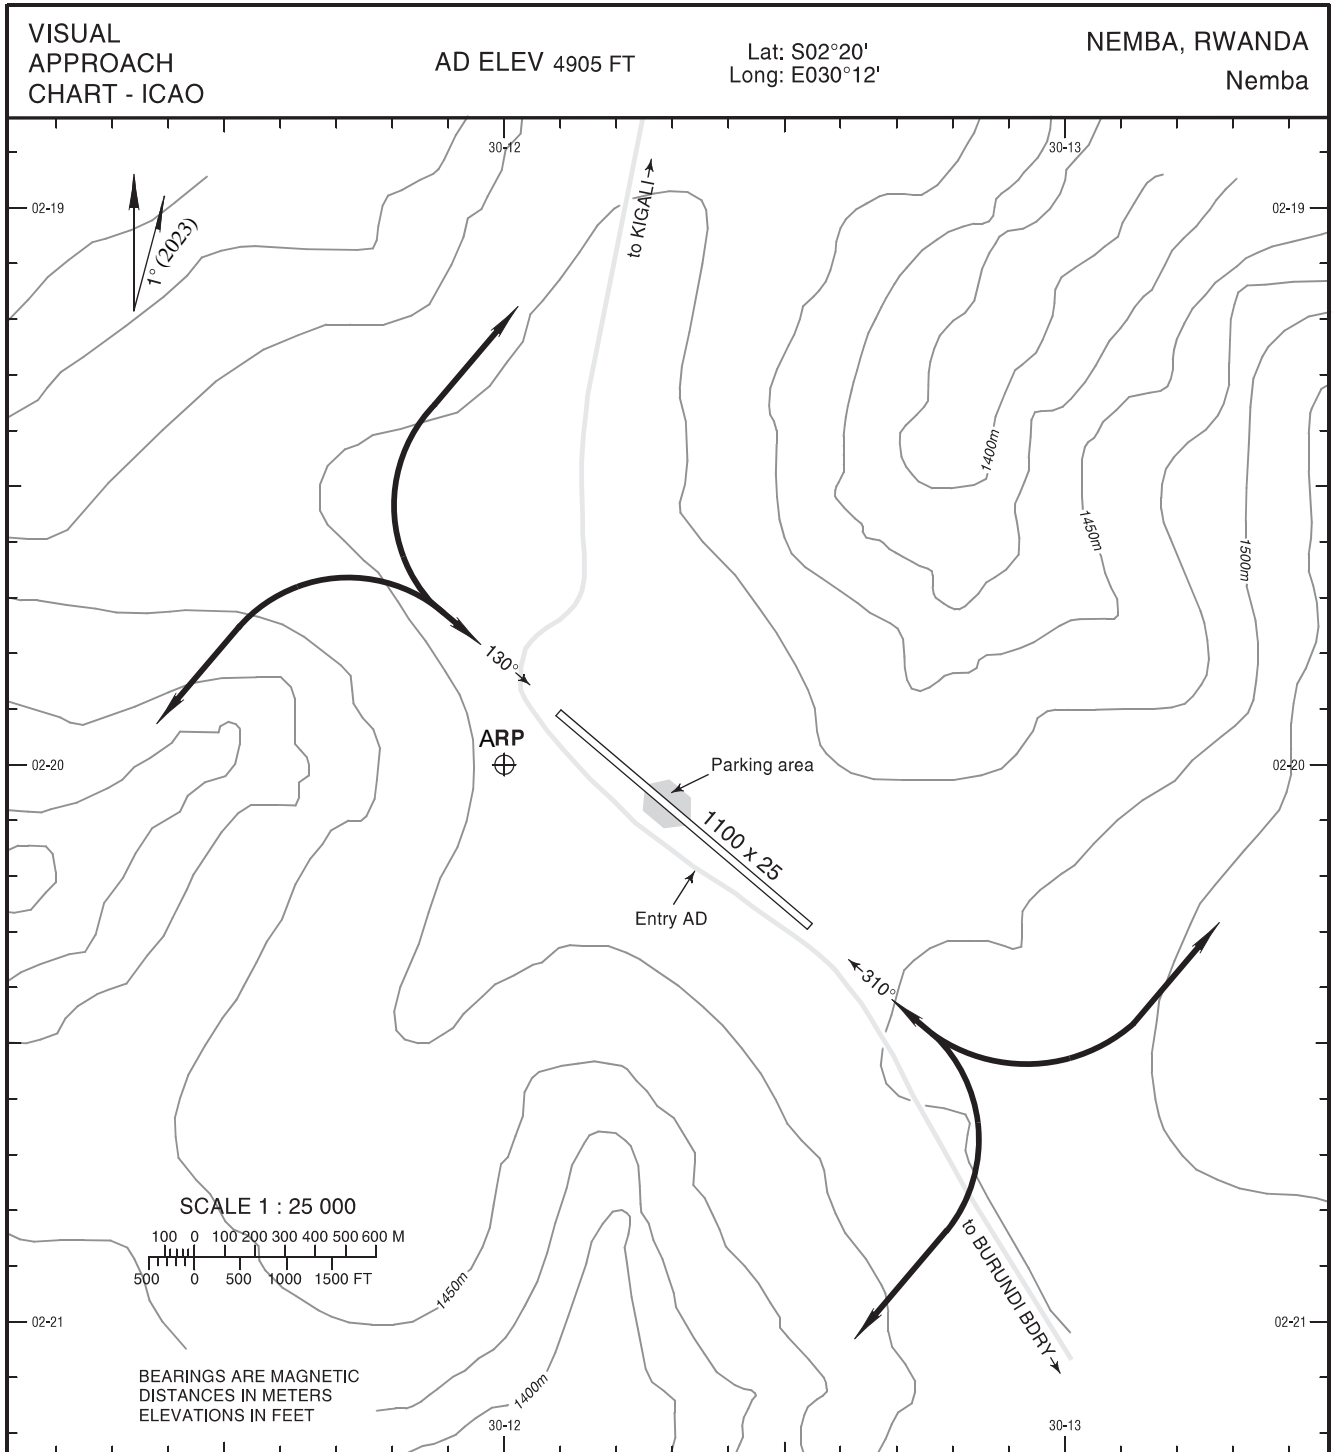 VISUAL
APPROACH
CHART - ICAO
AD ELEV 4905 FT
Lat: S02°20'
Long: E030°12'
NEMBA, RWANDA
Nemba
30-12
30-13
02-19
02-19
1° (2023)
to KIGALI
1400m
1450m
1500m
130°
ARP
02-20
02-20
Parking area
1100 x 25
Entry AD
310°
SCALE 1 : 25 000
100 0 100 200 300 400 500 600 M
500 0 500 1000 1500 FT
1450m
to BURUNDI BDRY
02-21
02-21
BEARINGS ARE MAGNETIC
DISTANCES IN METERS
ELEVATIONS IN FEET
1400m
30-12
30-13